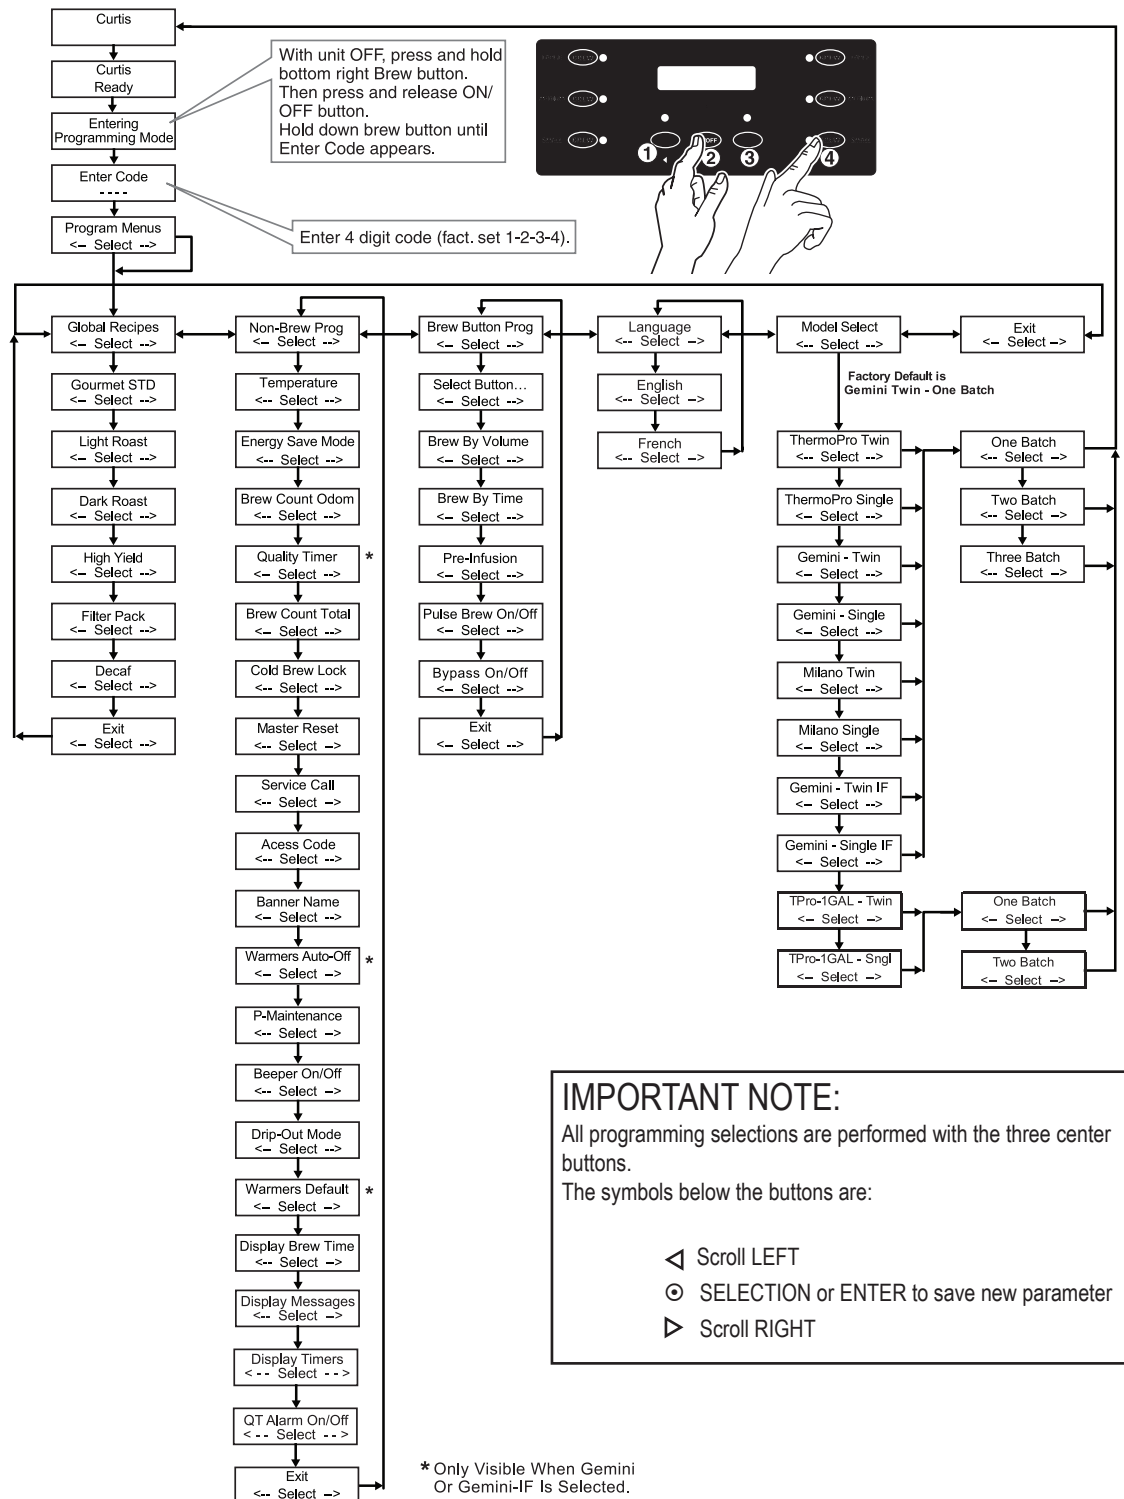 Curtis
Curtis
Ready
Entering
Programming Mode
Enter Code
- - - -
Program Menus
<-- Select -->
With unit OFF, press and hold
bottom right Brew button.
Then press and release ON/
OFF button.
Hold down brew button until
Enter Code appears.
Enter 4 digit code (fact. set 1-2-3-4).
1
2
3
4
Global Recipes
<-- Select -->
Gourmet STD
<-- Select -->
Light Roast
<-- Select -->
Dark Roast
<-- Select -->
High Yield
<-- Select -->
Filter Pack
<-- Select -->
Decaf
<-- Select -->
Exit
<-- Select -->
Non-Brew Prog
<-- Select -->
Temperature
<-- Select -->
Energy Save Mode
<-- Select -->
Brew Count Odom
<-- Select -->
Quality Timer
<-- Select -->
*
Brew Count Total
<-- Select -->
Cold Brew Lock
<-- Select -->
Master Reset
<-- Select -->
Service Call
<-- Select -->
Acess Code
<-- Select -->
Banner Name
<-- Select -->
Warmers Auto-Off
<-- Select -->
*
P-Maintenance
<-- Select -->
Beeper On/Off
<-- Select -->
Drip-Out Mode
<-- Select -->
Warmers Default
<-- Select -->
*
Display Brew Time
<-- Select -->
Display Messages
<-- Select -->
Display Timers
< -- Select -- >
QT Alarm On/Off
< -- Select -- >
Exit
<-- Select -->
Brew Button Prog
<-- Select -->
Select Button...
<-- Select -->
Brew By Volume
<-- Select -->
Brew By Time
<-- Select -->
Pre-Infusion
<-- Select -->
Pulse Brew On/Off
<-- Select -->
Bypass On/Off
<-- Select -->
Exit
<-- Select -->
Language
<-- Select -->
English
<-- Select -->
French
<-- Select -->
Model Select
<-- Select -->
Factory Default is
Gemini Twin - One Batch
ThermoPro Twin
<-- Select -->
ThermoPro Single
<-- Select -->
Gemini - Twin
<-- Select -->
Gemini - Single
<-- Select -->
Milano Twin
<-- Select -->
Milano Single
<-- Select -->
Gemini - Twin IF
<-- Select -->
Gemini - Single IF
<-- Select -->
TPro-1GAL - Twin
<-- Select -->
TPro-1GAL - Sngl
<-- Select -->
Exit
<-- Select -->
One Batch
<-- Select -->
Two Batch
<-- Select -->
Three Batch
<-- Select -->
One Batch
<-- Select -->
Two Batch
<-- Select -->
IMPORTANT NOTE:
All programming selections are performed with the three center
buttons.
The symbols below the buttons are:
Scroll LEFT
SELECTION or ENTER to save new parameter
Scroll RIGHT
* Only Visible When Gemini
Or Gemini-IF Is Selected.